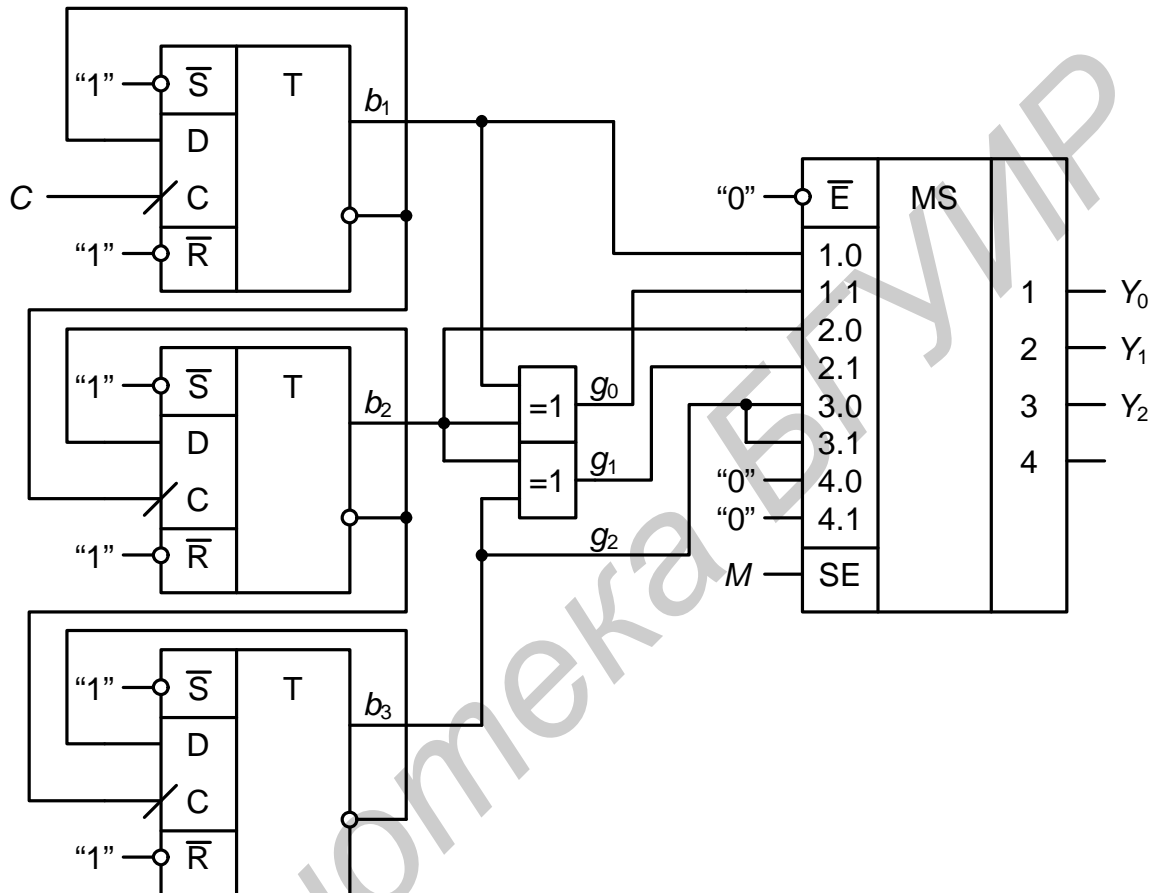 “1” S T
b1
D
C C
“1” R
“1” S T
b2
D
C
“1” R
“1” S T
b3
D
C
“1” R
=1 g0
=1 g1
g2
“0” E MS
1.0
1.1 1 Y0
2.0
2.1 2 Y1
3.0 3 Y2
3.1
“0” 4.0 4
“0” 4.1
M SE
отека БГУИР